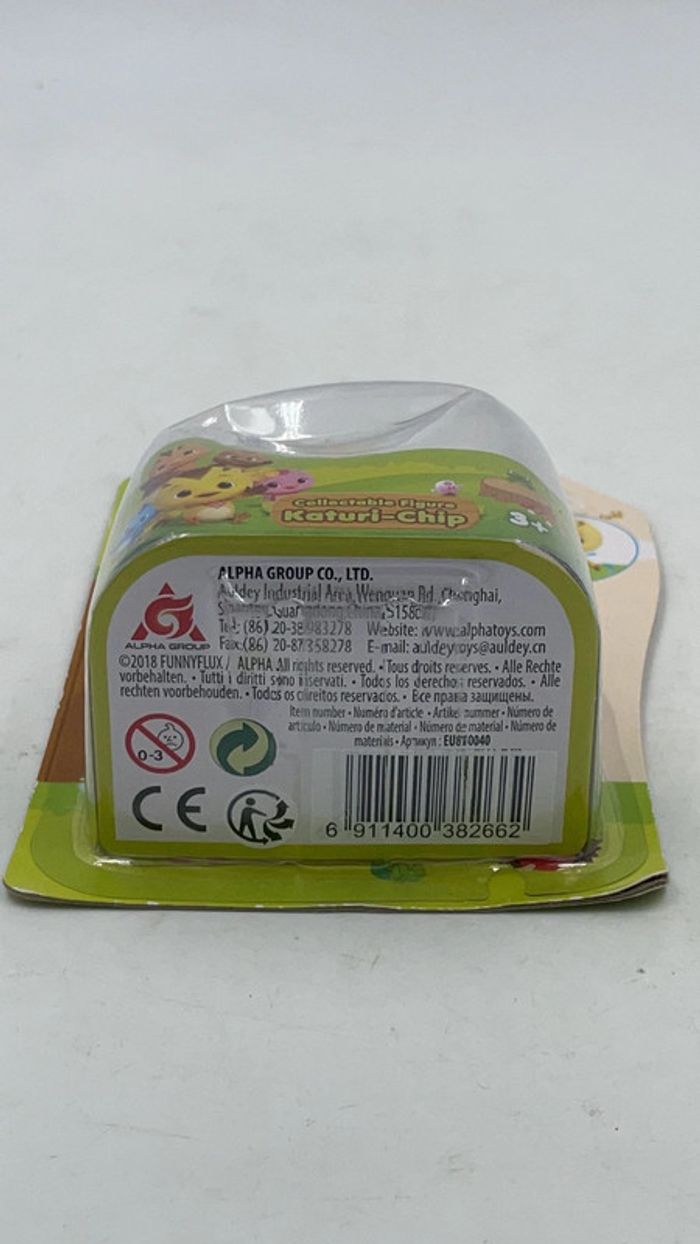 Collectable Figure
Katuri-Chip
3+
ALPHA GROUP CO., LTD.
Auldey Industrial Area, Wenguan Rd., Chenghai,
Guangdong, China,
Tel: (86) 20-38983278 Website: www.alphatoys.com
Fax: (86) 20-87358278 E-mail: auldeytoys@auldey.cn
ALPHA GROUP
©2018 FUNNYFLUX / ALPHA All rights reserved. • Tous droits reserves. • Alle Rechte
vorbehalten. • Tutti i diritti sono riservati. • Todos los derechos reservados. • Alle
rechten voorbehouden. • Todos os direitos reservados. • Все права защищены.
Item number • Numéro d'article • Artikelnummer • Número de
artículo • Número de material • Número de material • Número de
materiais • Артикул : EU880040
0-3
CE
6 911400 382662